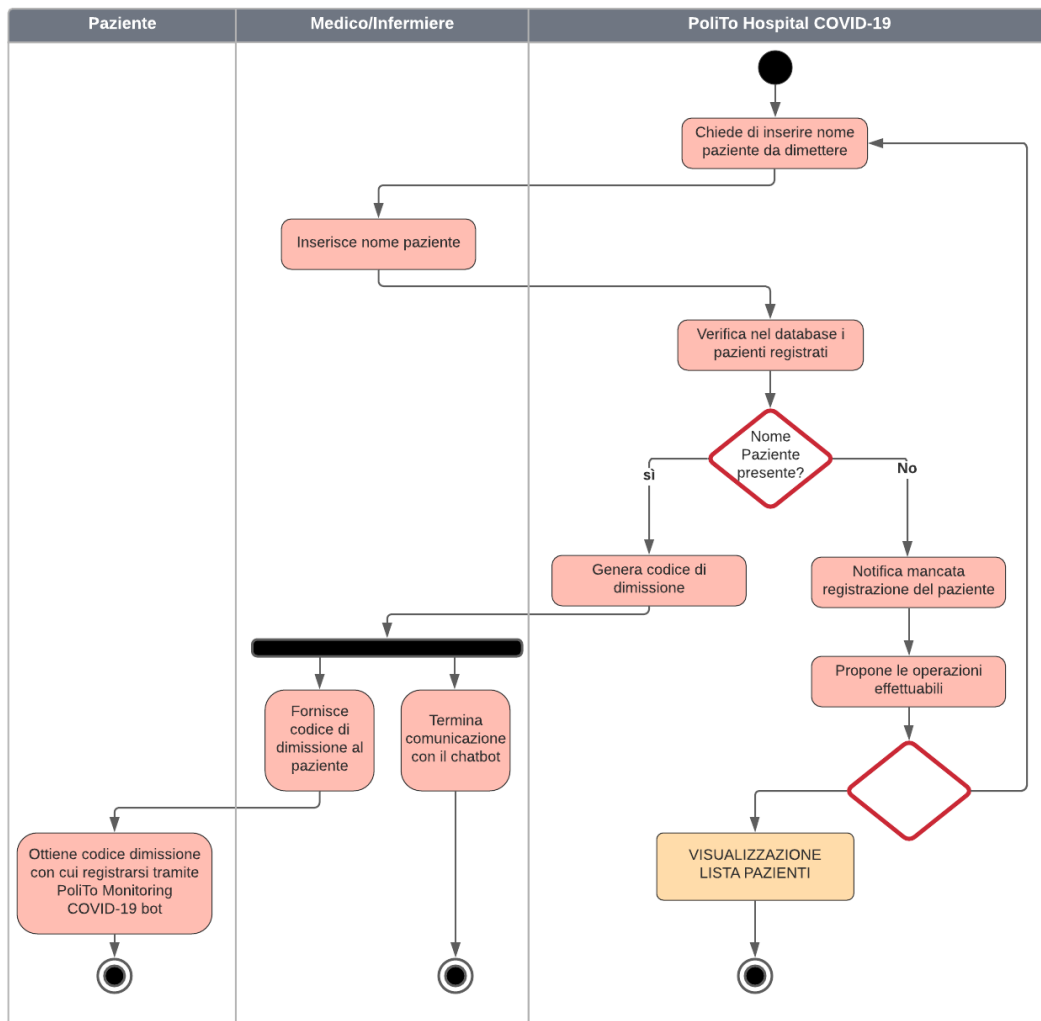 Paziente
Medico/Infermiere
PoliTo Hospital COVID-19
Chiede di inserire nome
paziente da dimettere
Inserisce nome paziente
Verifica nel database i
pazienti registrati
Nome
Paziente
presente?
sì
No
Genera codice di
dimissione
Notifica mancata
registrazione del paziente
Propone le operazioni
effettuabili
Fornisce
codice di
dimissione al
paziente
Termina
comunicazione
con il chatbot
Ottiene codice dimissione
con cui registrarsi tramite
PoliTo Monitoring
COVID-19 bot
VISUALIZZAZIONE
LISTA PAZIENTI